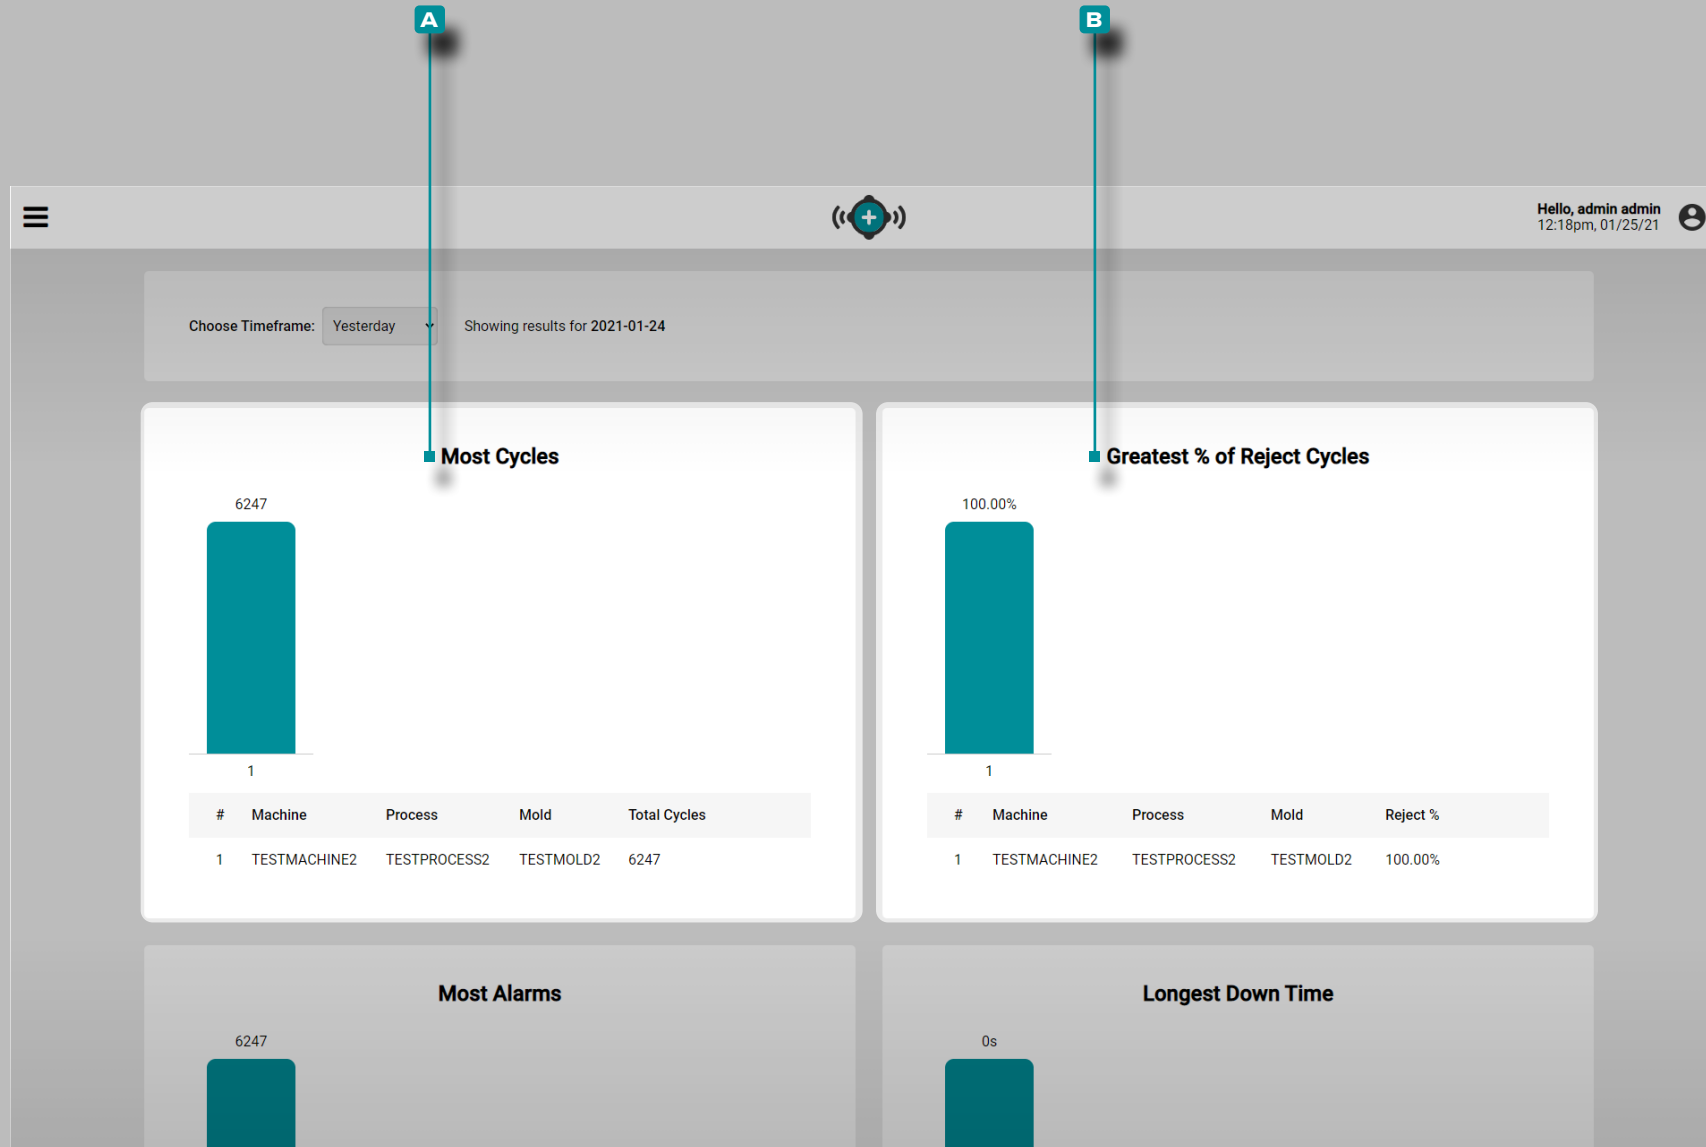 A
B
Hello, admin admin
12:18pm, 01/25/21
Choose Timeframe: Yesterday Showing results for 2021-01-24
Most Cycles
6247
1
# Machine Process Mold Total Cycles
1 TESTMACHINE2 TESTPROCESS2 TESTMOLD2 6247
Greatest % of Reject Cycles
100.00%
1
# Machine Process Mold Reject %
1 TESTMACHINE2 TESTPROCESS2 TESTMOLD2 100.00%
Most Alarms
6247
Longest Down Time
0s